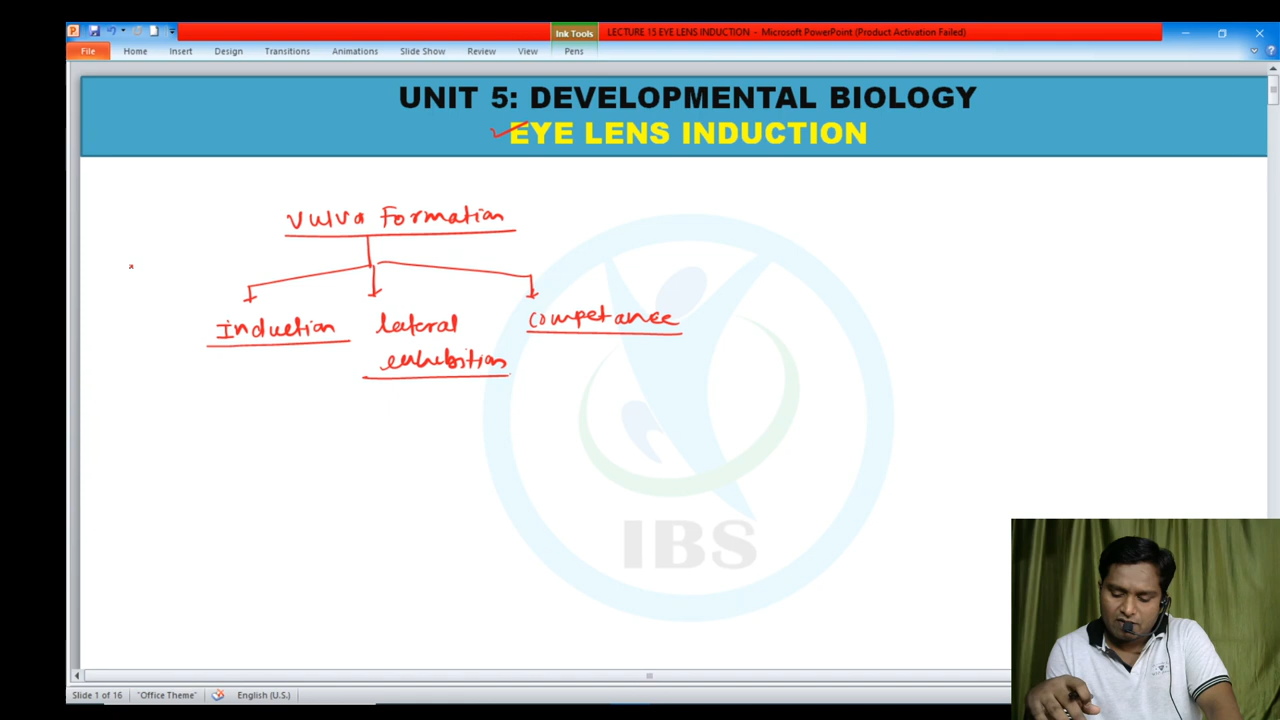 Ink Tools
LECTURE 15 EYE LENS INDUCTION - Microsoft PowerPoint (Product Activation Failed)
File Home Insert Design Transitions Animations Slide Show Review View Pens
UNIT 5: DEVELOPMENTAL BIOLOGY
EYE LENS INDUCTION
Vulva Formation
Induction lateral competance
exhibition
IBS
Slide 1 of 16 "Office Theme" English (U.S.)